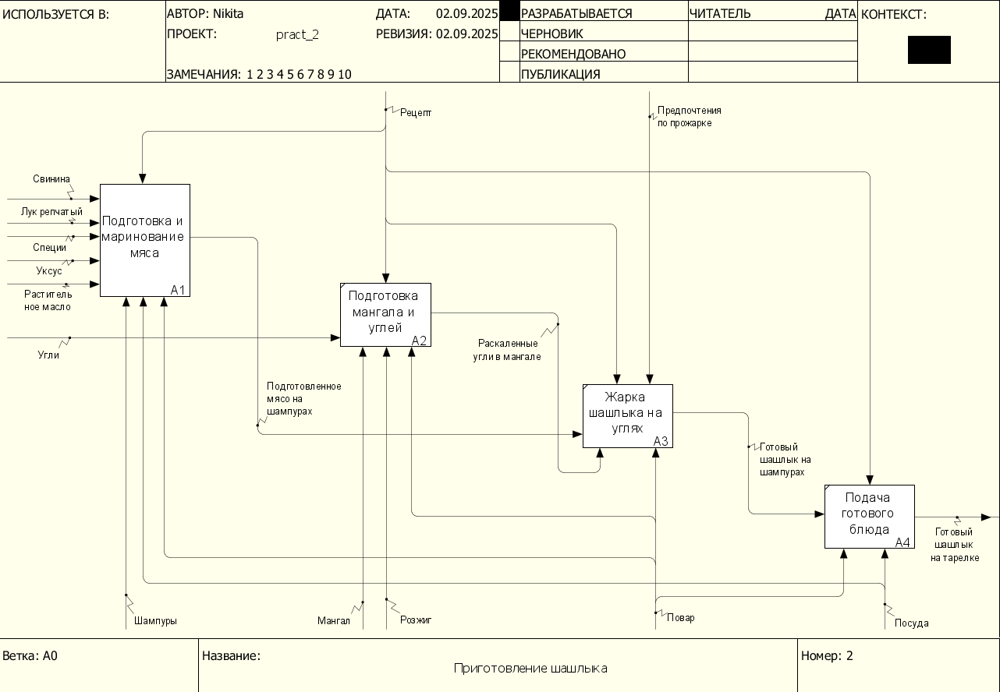 ИСПОЛЬЗУЕТСЯ В:
АВТОР: Nikita
ДАТА: 02.09.2025
РАЗРАБАТЫВАЕТСЯ
ЧИТАТЕЛЬ
ДАТА
КОНТЕКСТ:
ПРОЕКТ: pract_2
РЕВИЗИЯ: 02.09.2025
ЧЕРНОВИК
РЕКОМЕНДОВАНО
ЗАМЕЧАНИЯ: 1 2 3 4 5 6 7 8 9 10
ПУБЛИКАЦИЯ
Рецепт
Предпочтения
по прожарке
Свинина
Лук репчатый
Специи
Уксус
Раститель
ное масло
Угли
Подготовка и
маринование
мяса
A1
Подготовка
мангала и
углей
A2
Раскаленные
угли в мангале
Подготовленное
мясо на
шампурах
Жарка
шашлыка на
углях
A3
Готовый
шашлык на
шампурах
Подача
готового
блюда
A4
Готовый
шашлык
на тарелке
Шампуры
Мангал
Розжиг
Повар
Посуда
Ветка: A0
Название:
Приготовление шашлыка
Номер: 2